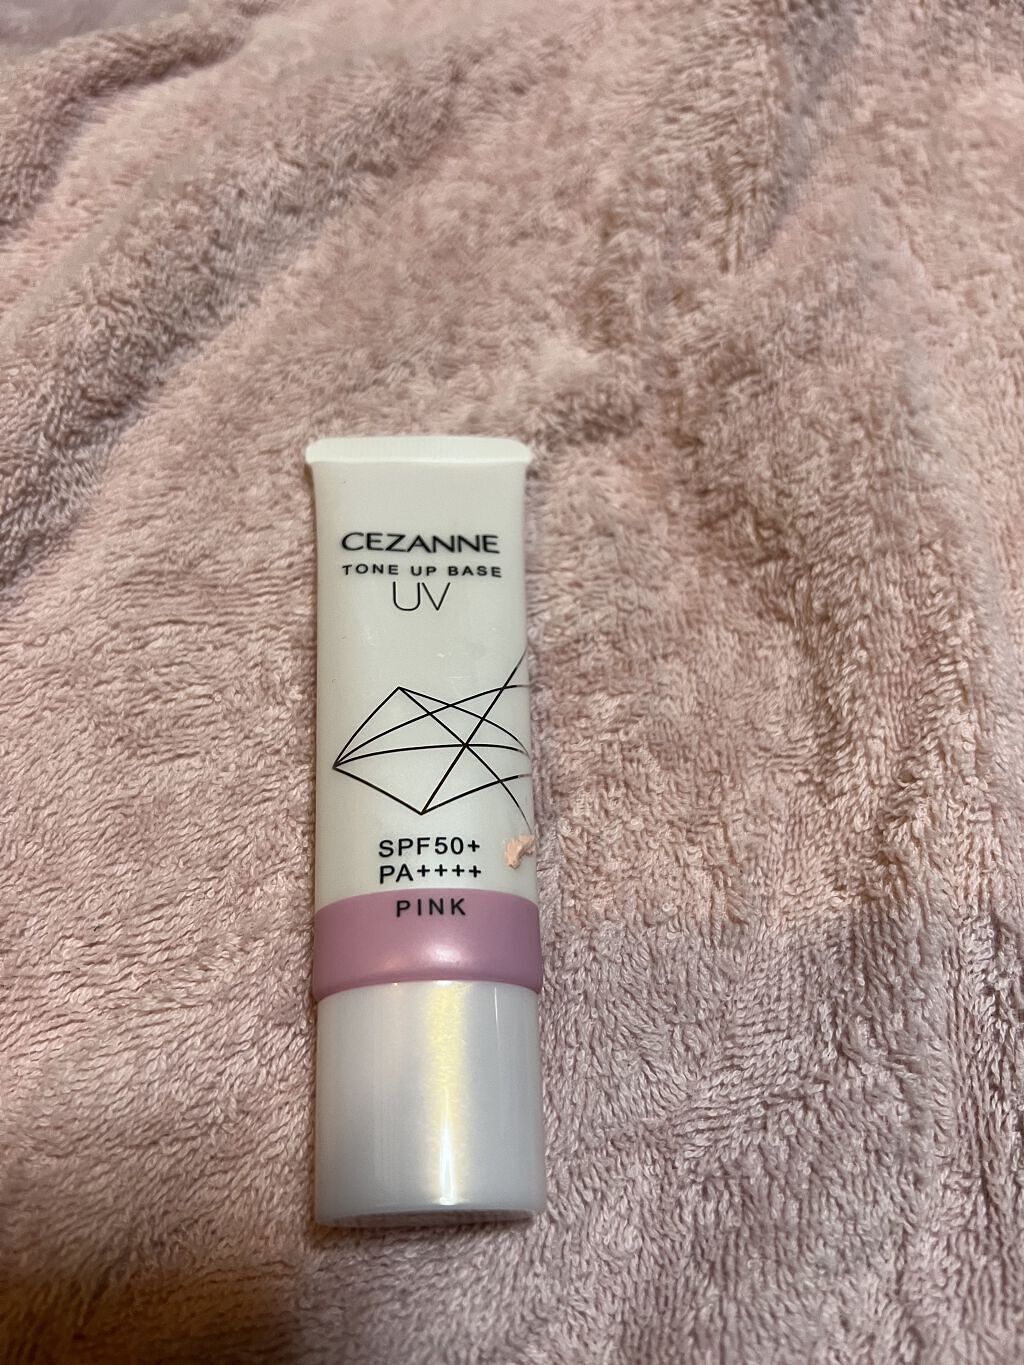 CEZANNE
TONE UP BASE
UV
SPF50+
PA++++
PINK